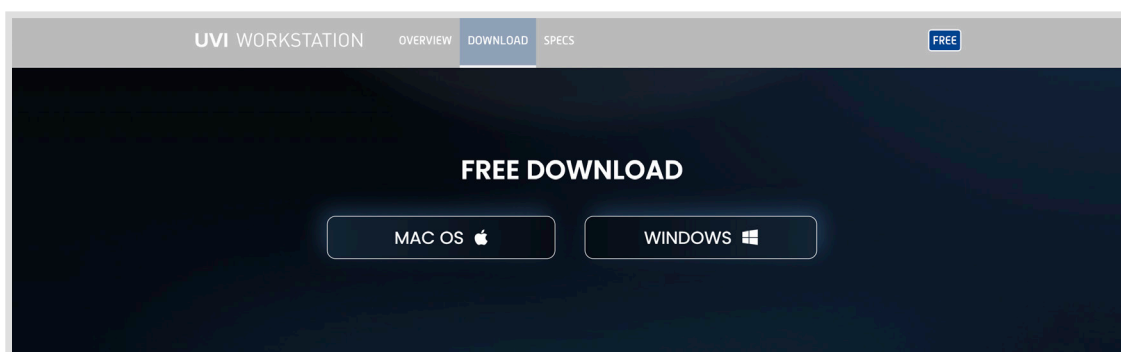 UVI WORKSTATION OVERVIEW DOWNLOAD SPECS FREE
FREE DOWNLOAD
MAC OS WINDOWS